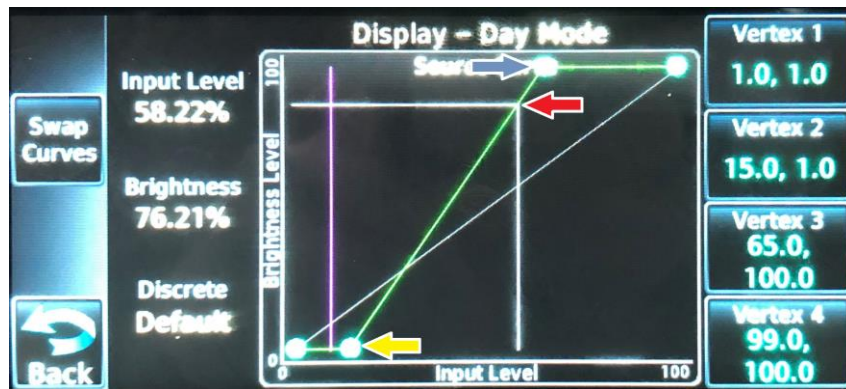 Display – Day Mode
Swap
Curves
Back
Input Level
58.22%
Brightness
76.21%
Discrete
Default
100
Brightness Level
0
0
Input Level
100
Vertex 1
1.0, 1.0
Vertex 2
15.0, 1.0
Vertex 3
65.0,
100.0
Vertex 4
99.0,
100.0